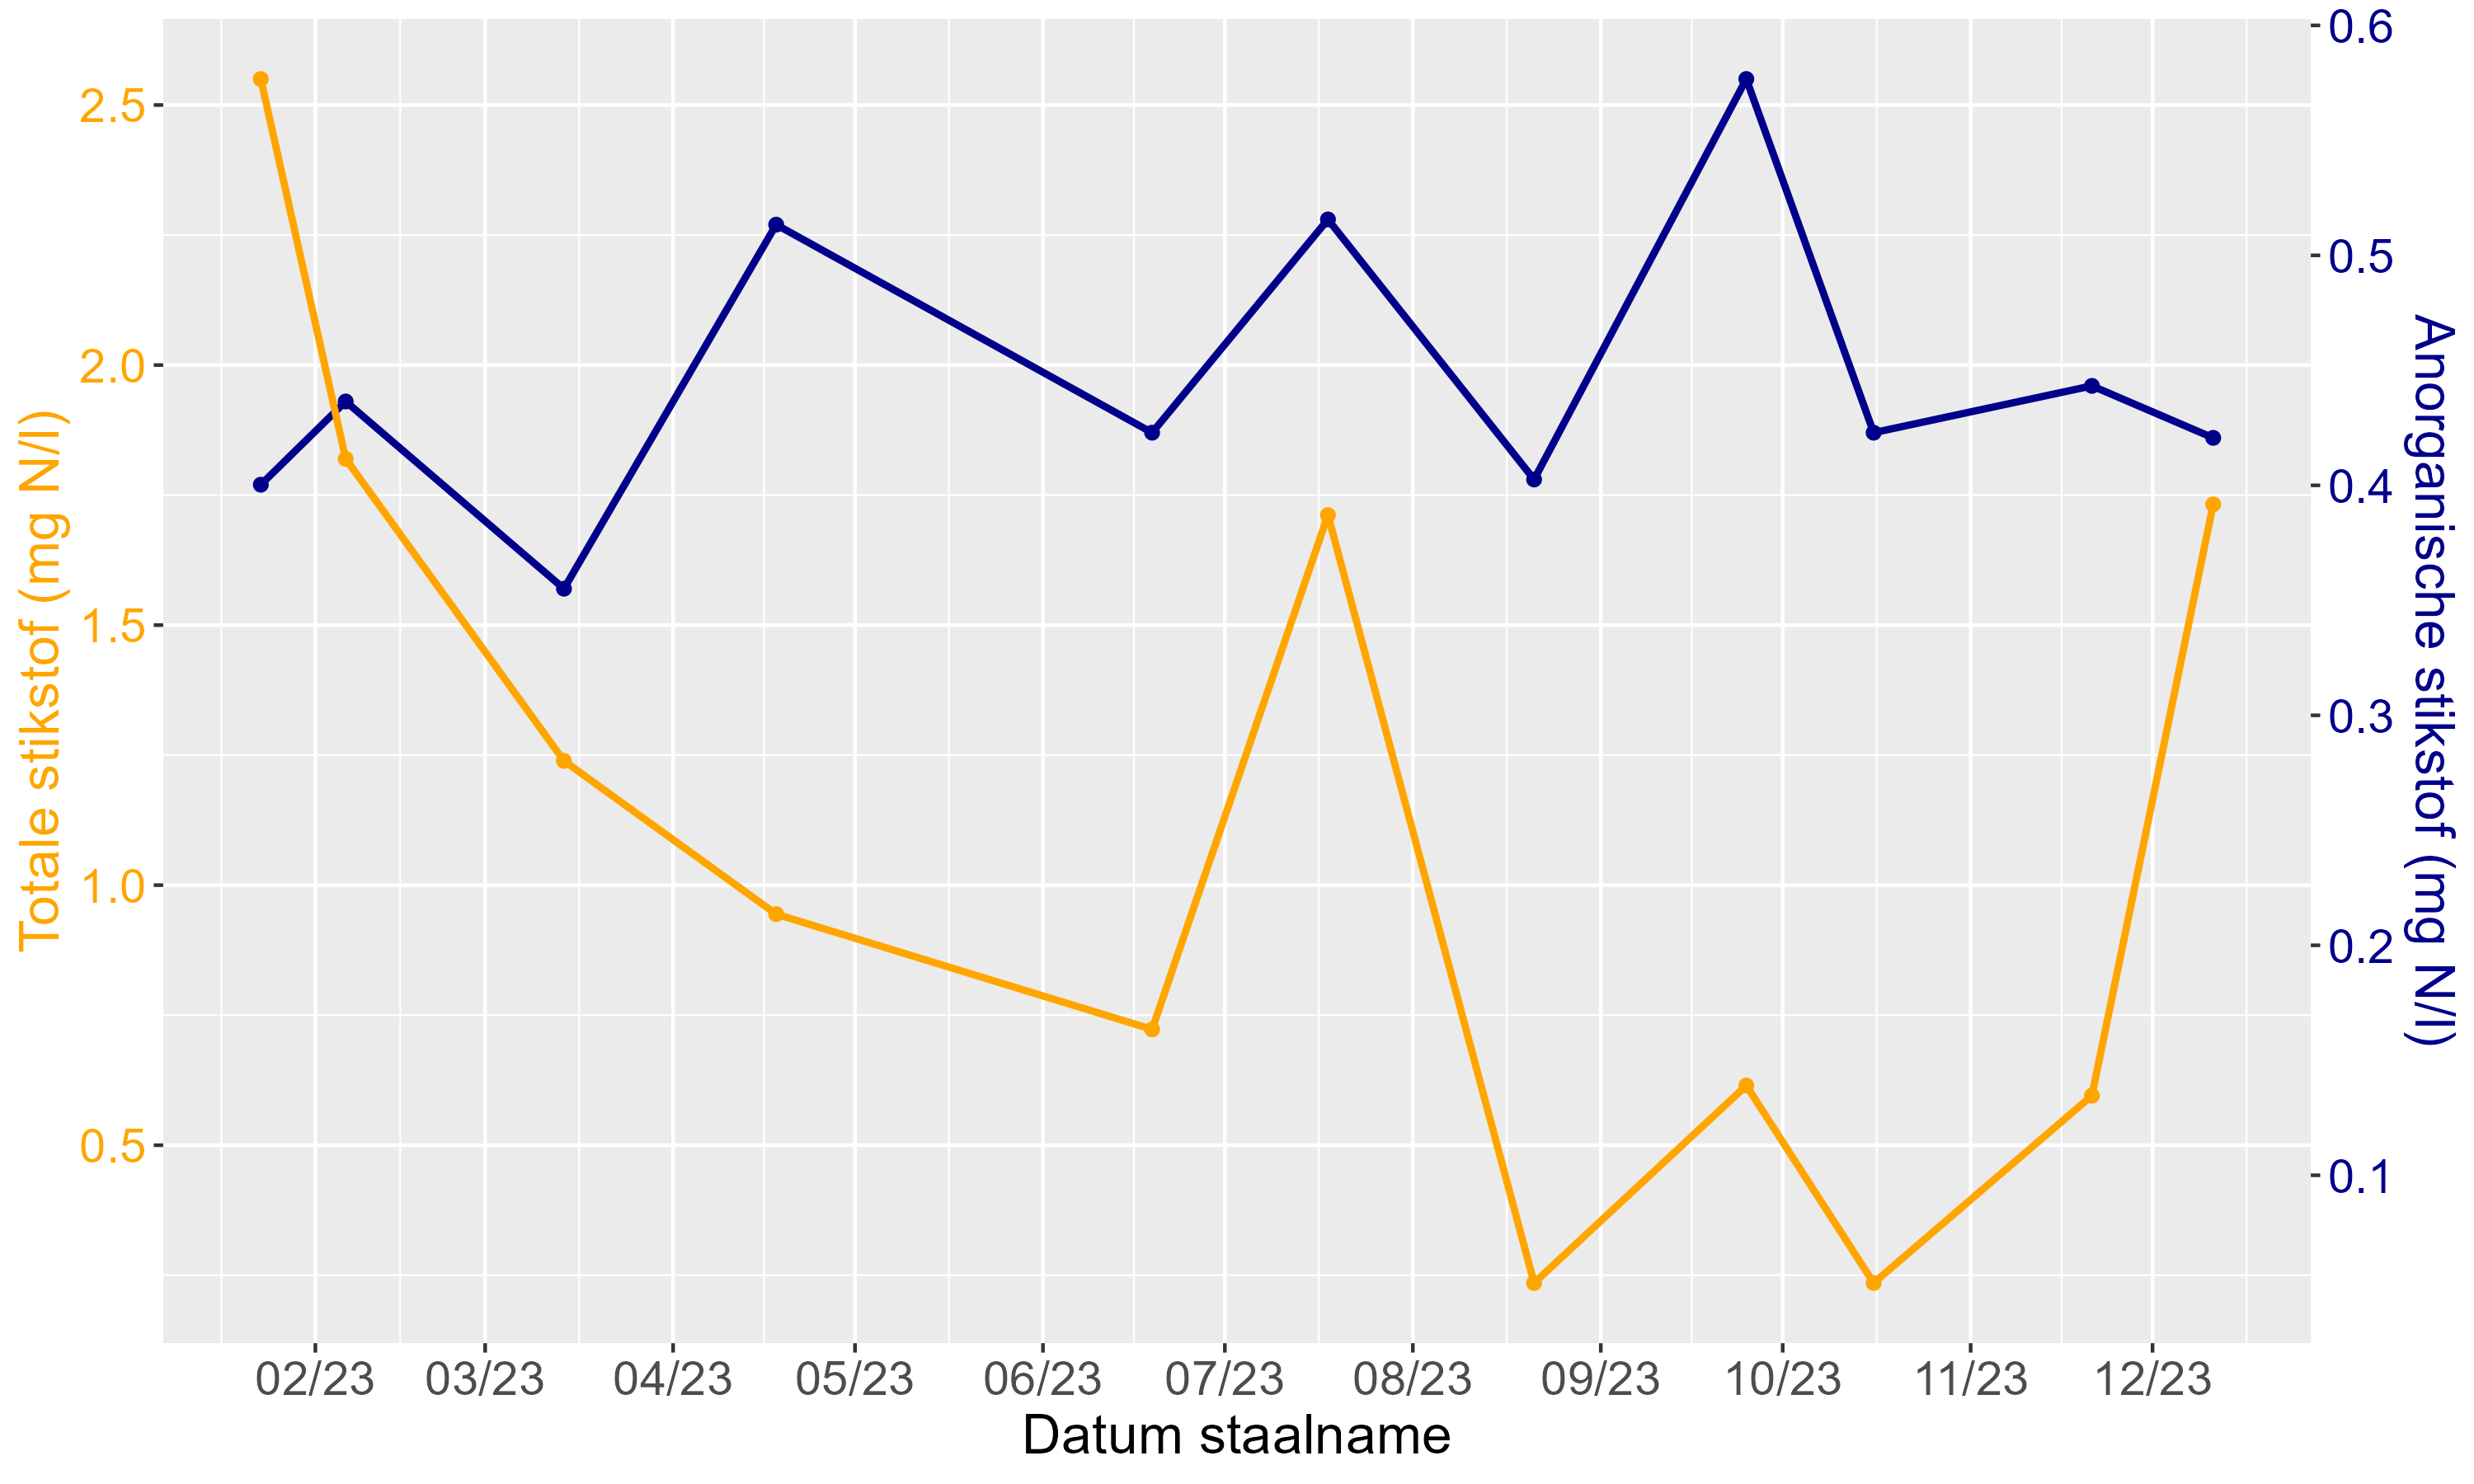 Totale stikstof (mg N/l)
2.5
2.0
1.5
1.0
0.5
0.6
0.5
0.4
0.3
0.2
0.1
Anorganische stikstof (mg N/l)
02/23 03/23 04/23 05/23 06/23 07/23 08/23 09/23 10/23 11/23 12/23
Datum staalname